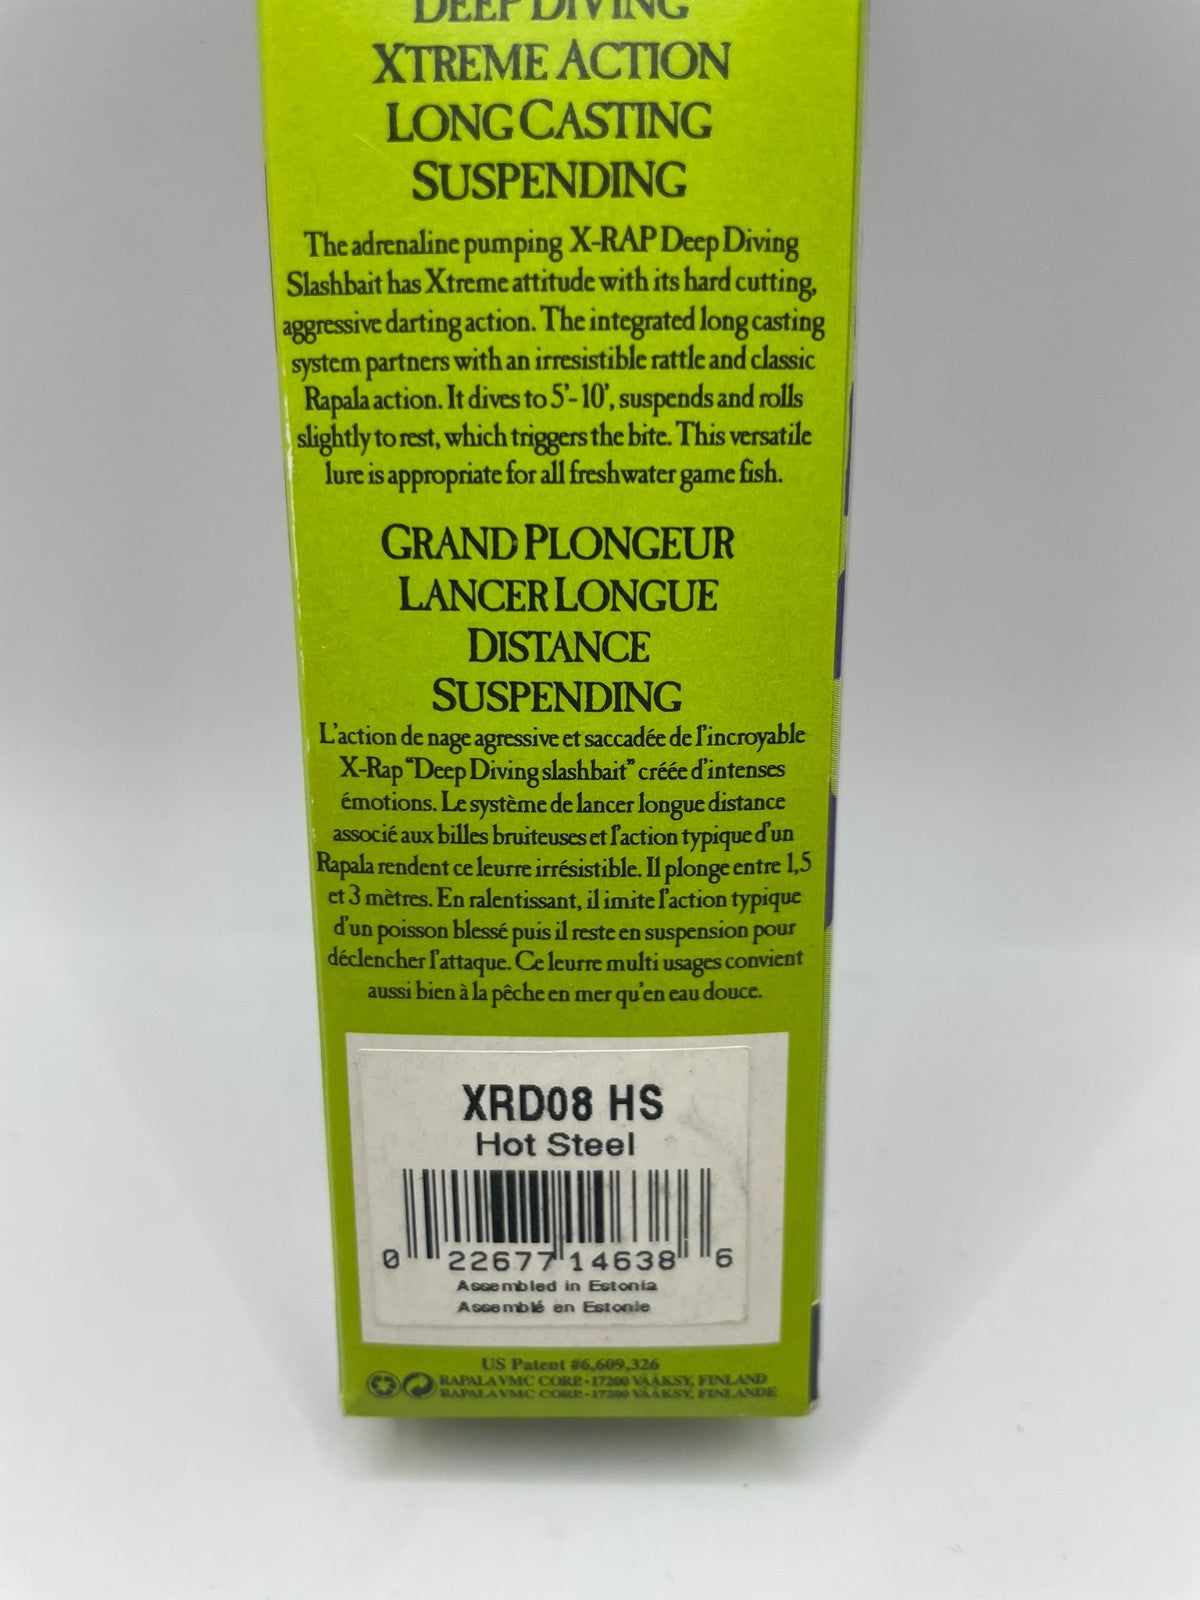 DEEP DIVING
XTREME ACTION
LONG CASTING
SUSPENDING
The adrenaline pumping X-RAP Deep Diving
Slashbait has Xtreme attitude with its hard cutting,
aggressive darting action. The integrated long casting
system partners with an irresistible rattle and classic
Rapala action. It dives to 5'-10', suspends and rolls
slightly to rest, which triggers the bite. This versatile
lure is appropriate for all freshwater game fish.
GRAND PLONGEUR
LANCER LONGUE
DISTANCE
SUSPENDING
L'action de nage agressive et saccadée de l'incroyable
X-Rap "Deep Diving slashbait" créée d'intenses
émotions. Le système de lancer longue distance
associé aux billes bruiteuses et l'action typique d'un
Rapala rendent ce leurre irrésistible. Il plonge entre 1,5
et 3 mètres. En ralentissant, il imite l'action typique
d'un poisson blessé puis il reste en suspension pour
déclencher l'attaque. Ce leurre multi usages convient
aussi bien à la pêche en mer qu'en eau douce.
XRD08 HS
Hot Steel
0 22677 14638 6
Assembled in Estonia
Assemblé en Estonie
US Patent #6,609,326
RAPALA VMC CORP. - 17200 VÄÄKSY, FINLAND
RAPALA VMC CORP. - 17200 VÄÄKSY, FINLANDE